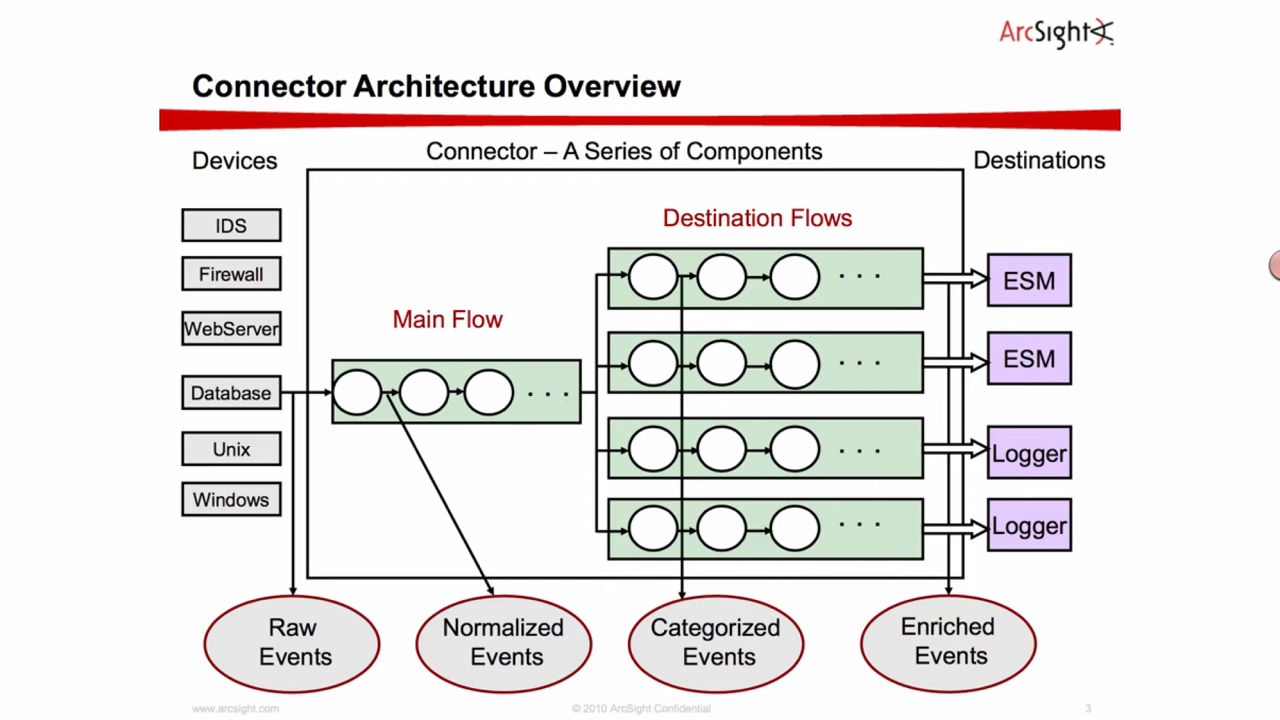 ArcSight
Connector Architecture Overview
Devices
Connector – A Series of Components
Destinations
IDS
Firewall
WebServer
Database
Unix
Windows
Main Flow
Destination Flows
. . .
. . .
. . .
. . .
. . .
ESM
ESM
Logger
Logger
Raw
Events
Normalized
Events
Categorized
Events
Enriched
Events
www.arcsight.com
© 2010 ArcSight Confidential
3